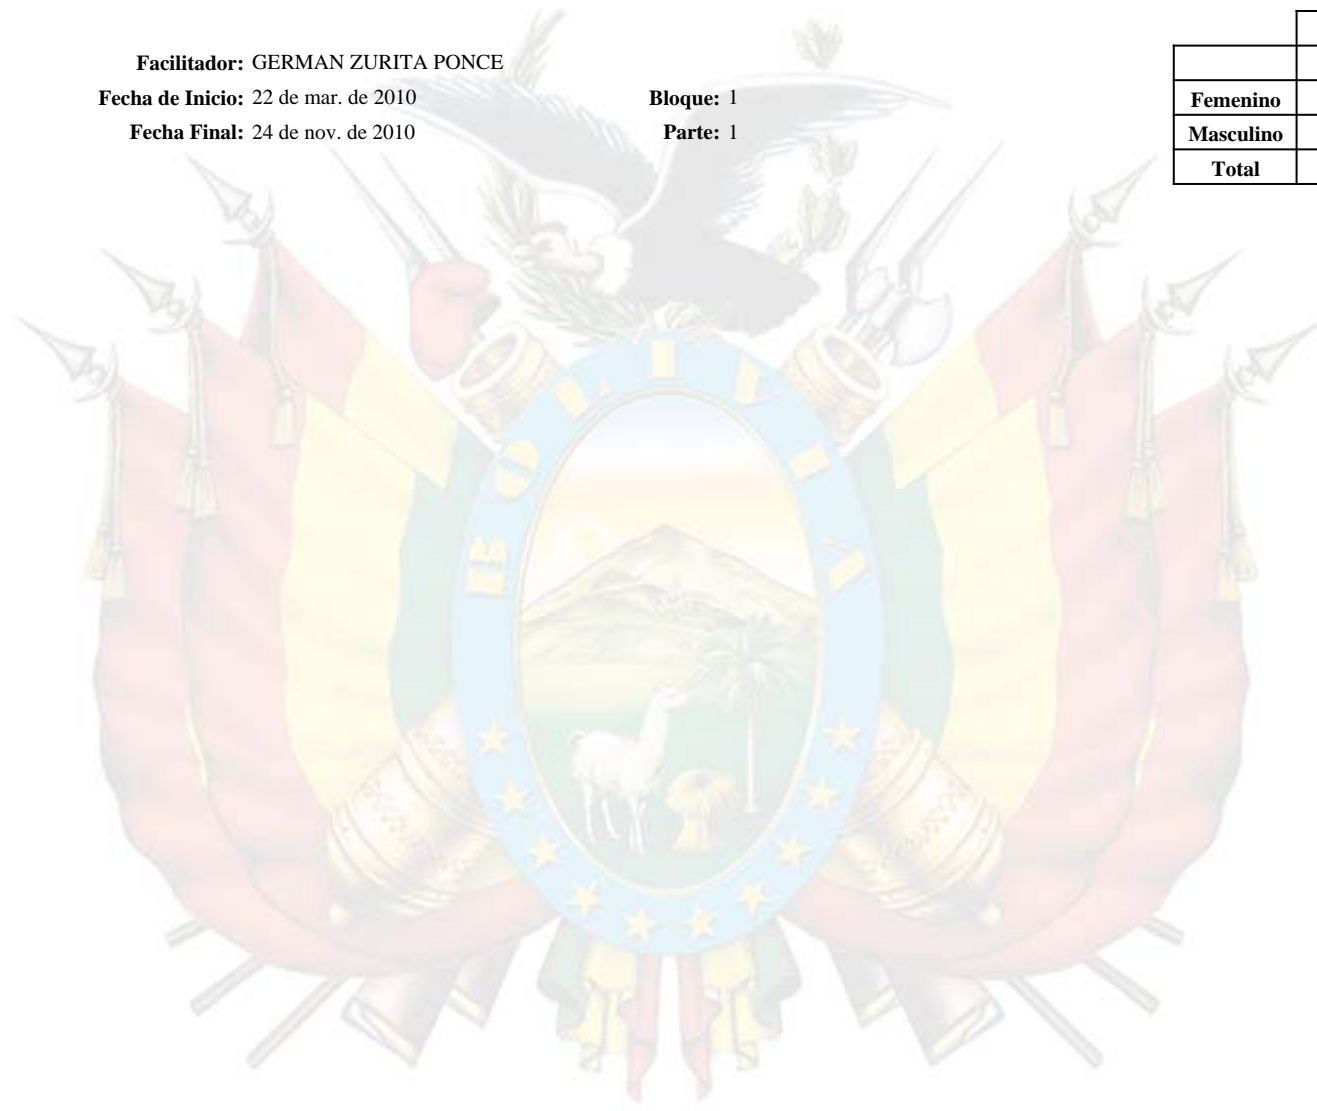 Facilitador: GERMAN ZURITA PONCE
Fecha de Inicio: 22 de mar. de 2010 Bloque: 1
Fecha Final: 24 de nov. de 2010 Parte: 1
Femenino
Masculino
Total
BOLIVIA